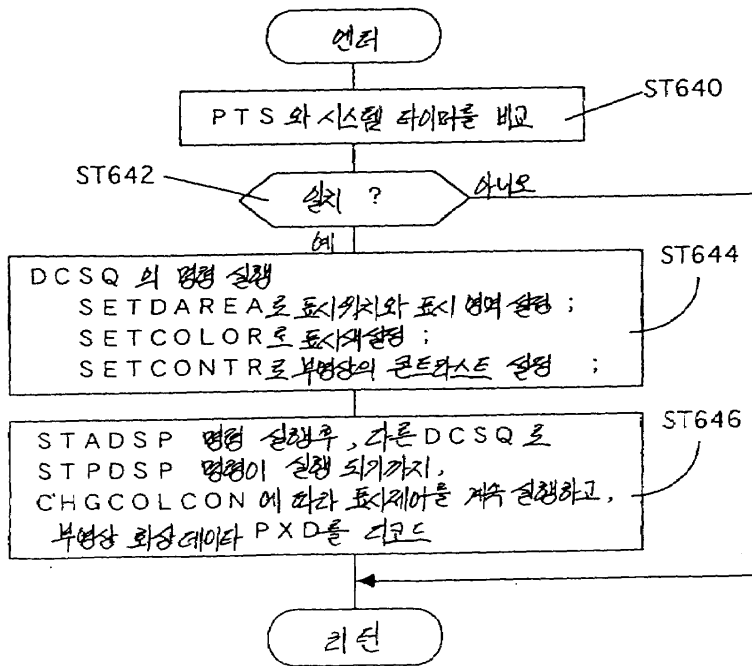 엔터
PTS와 시스템 타이머를 비교
ST640
ST642
일치 ?
아니오
예
ST644
DCSQ 의 명령 실행
SETDAREA로 표시위치와 표시 영역 설정 ;
SETCOLOR로 표시색설정 ;
SETCONTR로 부영상의 콘트라스트 설정 ;
ST646
STADSP 명령 실행후, 다른 DCSQ로
STPDSP 명령이 실행 되기까지,
CHGCOLCON에 따라 표시제어를 계속 실행하고,
부영상 화상데이타 PXD를 디코드
리턴